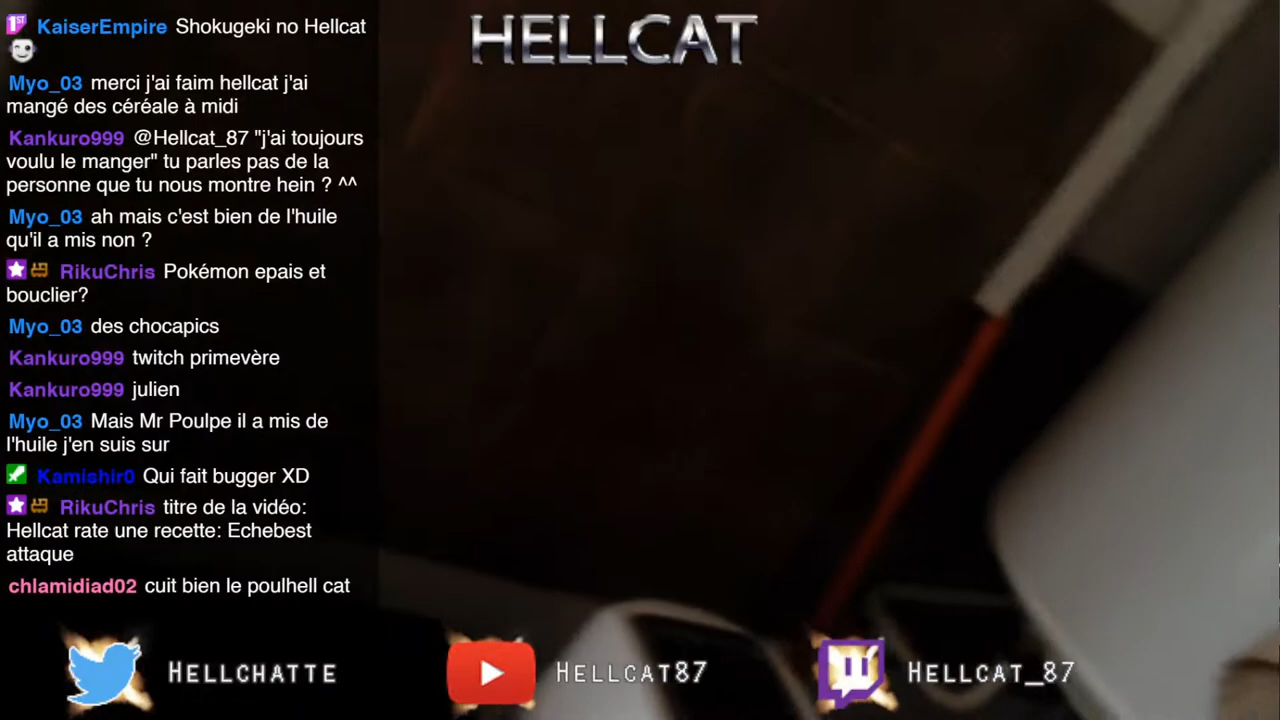 HELLCAT
KaiserEmpire Shokugeki no Hellcat
Myo_03 merci j'ai faim hellcat j'ai
mangé des céréale à midi
Kankuro999 @Hellcat_87 "j'ai toujours
voulu le manger" tu parles pas de la
personne que tu nous montre hein ? ^^
Myo_03 ah mais c'est bien de l'huile
qu'il a mis non ?
RikuChris Pokémon epais et
bouclier?
Myo_03 des chocapics
Kankuro999 twitch primevère
Kankuro999 julien
Myo_03 Mais Mr Poulpe il a mis de
l'huile j'en suis sur
Kamishir0 Qui fait bugger XD
RikuChris titre de la vidéo:
Hellcat rate une recette: Echebest
attaque
chlamidiad02 cuit bien le poulhell cat
HELLCHATTE
HELLCAT87
HELLCAT_87